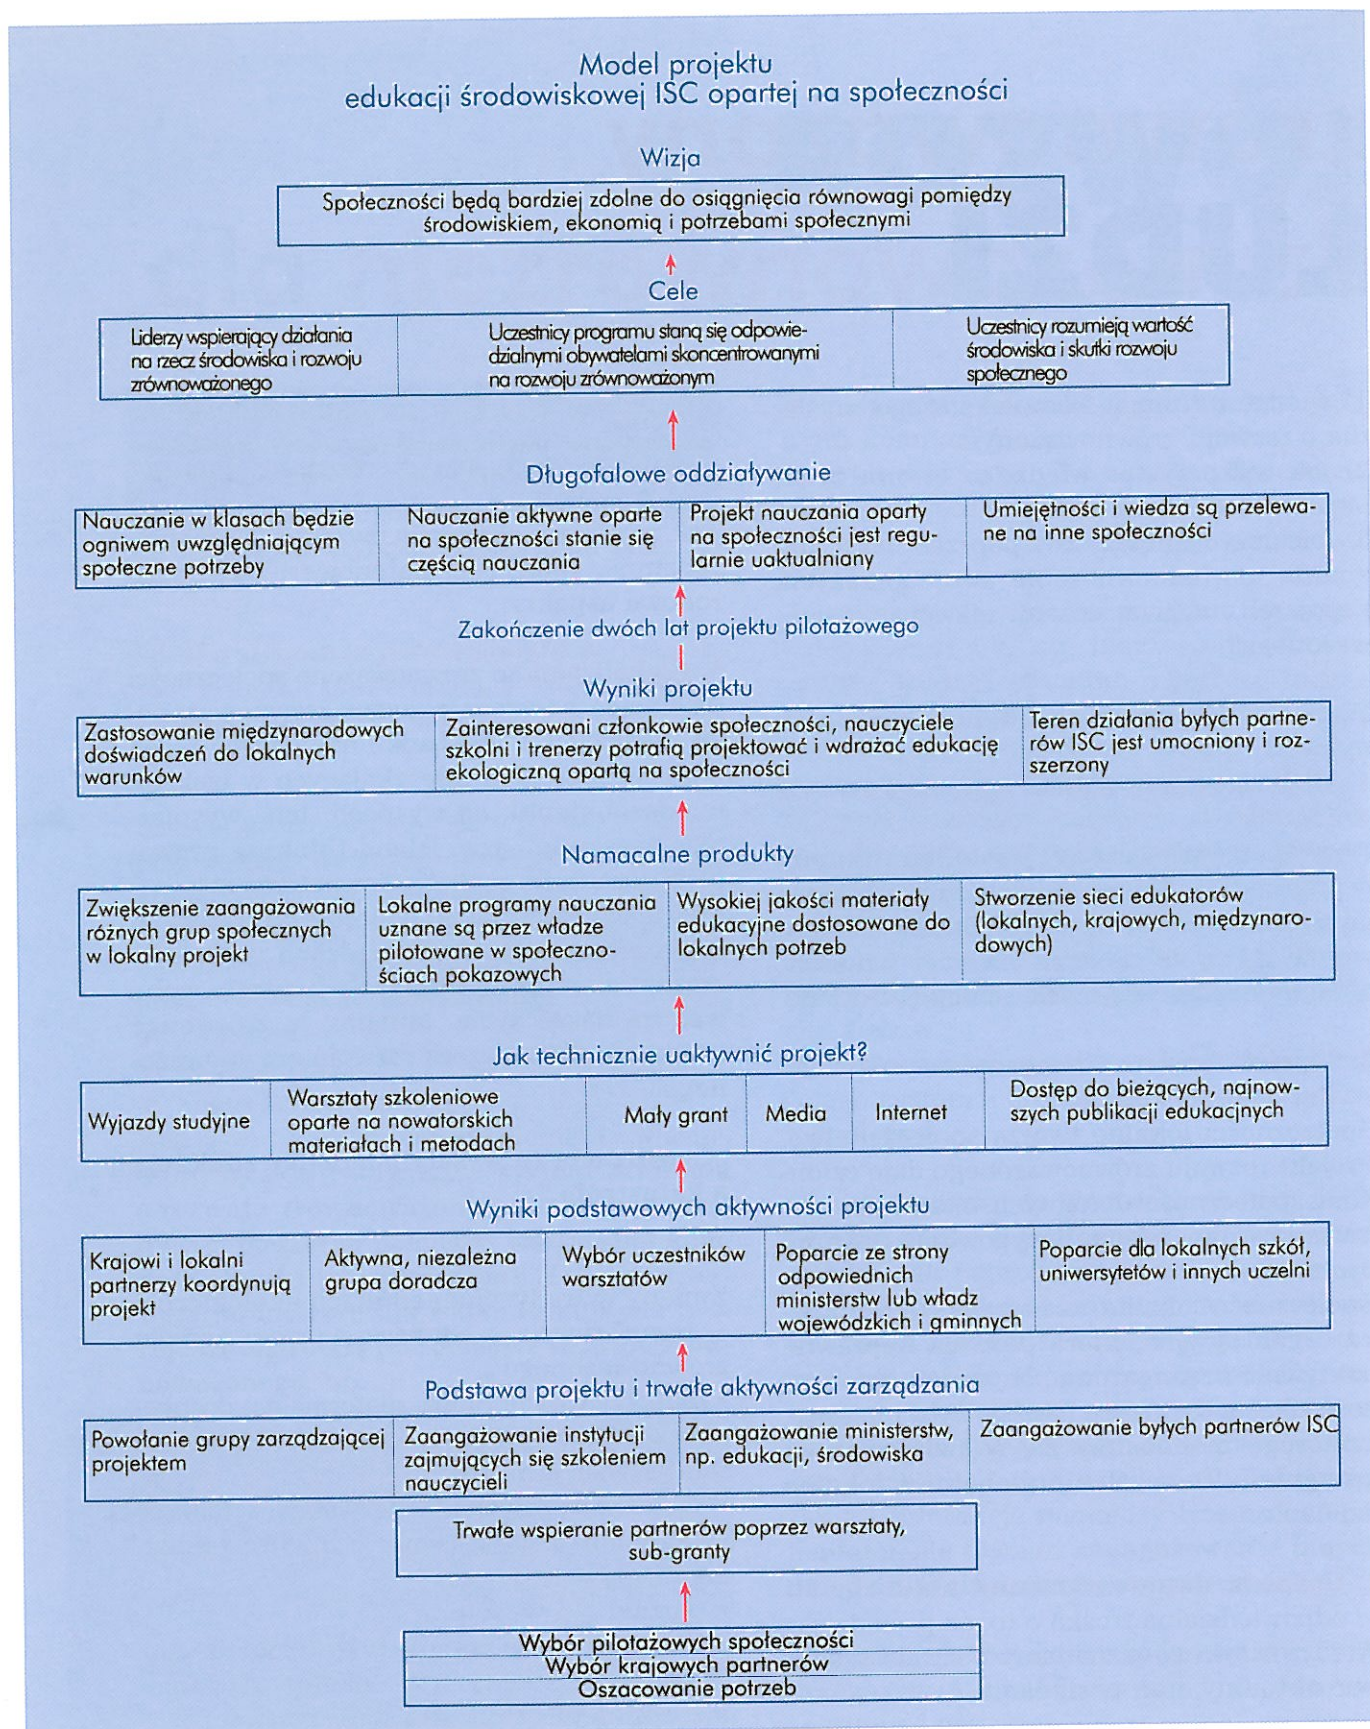 Model projektu
edukacji środowiskowej ISC opartej na społeczności
Wizja
Społeczności będą bardziej zdolne do osiągnięcia równowagi pomiędzy
środowiskiem, ekonomią i potrzebami społecznymi
Cele
Liderzy wspierający działania
na rzecz środowiska i rozwoju
zrównoważonego
Uczestnicy programu staną się odpowie-
dzialnymi obywatelami skoncentrowanymi
na rozwoju zrównoważonym
Uczestnicy rozumieją wartość
środowiska i skutki rozwoju
społecznego
Długofalowe oddziaływanie
Nauczanie w klasach będzie
ogniwem uwzględniającym
społeczne potrzeby
Nauczanie aktywne oparte
na społeczności stanie się
częścią nauczania
Projekt nauczania oparty
na społeczności jest regu-
larnie uaktualniany
Umiejętności i wiedza są przelewa-
ne na inne społeczności
Zakończenie dwóch lat projektu pilotażowego
Wyniki projektu
Zastosowanie międzynarodowych
doświadczeń do lokalnych
warunków
Zainteresowani członkowie społeczności, nauczyciele
szkolni i trenerzy potrafią projektować i wdrażać edukację
ekologiczną opartą na społeczności
Teren działania byłych partne-
rów ISC jest umocniony i roz-
szerzony
Namacalne produkty
Zwiększenie zaangażowania
różnych grup społecznych
w lokalny projekt
Lokalne programy nauczania
uznane są przez władze
pilotowane w społeczno-
ściach pokazowych
Wysokiej jakości materiały
edukacyjne dostosowane do
lokalnych potrzeb
Stworzenie sieci edukatorów
(lokalnych, krajowych, międzynaro-
dowych)
Jak technicznie uaktywnić projekt?
Wyjazdy studyjne
Warsztaty szkoleniowe
oparte na nowatorskich
materiałach i metodach
Mały grant
Media
Internet
Dostęp do bieżących, najnow-
szych publikacji edukacjnych
Wyniki podstawowych aktywności projektu
Krajowi i lokalni
partnerzy koordynują
projekt
Aktywna, niezależna
grupa doradcza
Wybór uczestników
warsztatów
Poparcie ze strony
odpowiednich
ministerstw lub władz
wojewódzkich i gminnych
Poparcie dla lokalnych szkół,
uniwersytetów i innych uczelni
Podstawa projektu i trwałe aktywności zarządzania
Powołanie grupy zarządzającej
projektem
Zaangażowanie instytucji
zajmujących się szkoleniem
nauczycieli
Zaangażowanie ministerstw,
np. edukacji, środowiska
Zaangażowanie byłych partnerów ISC
Trwałe wspieranie partnerów poprzez warsztaty,
sub-granty
Wybór pilotażowych społeczności
Wybór krajowych partnerów
Oszacowanie potrzeb